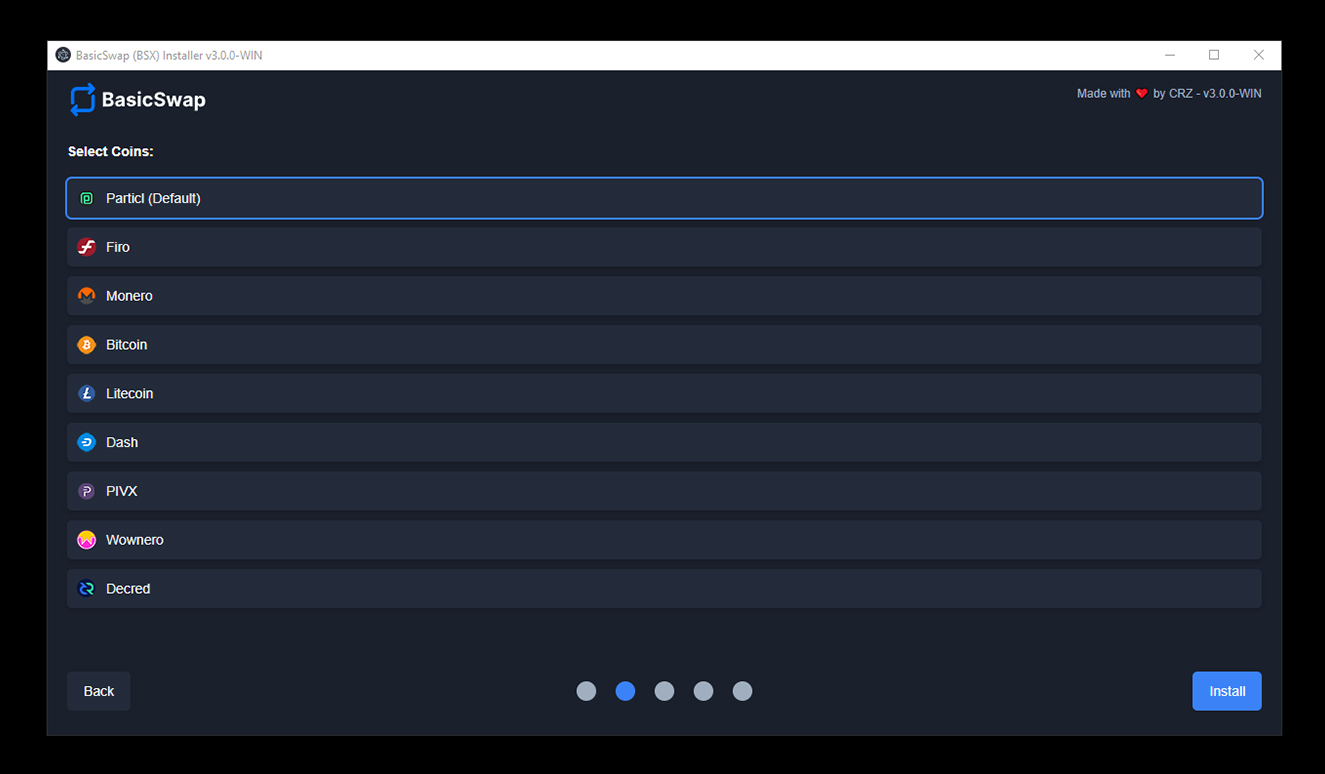 BasicSwap (BSX) Installer v3.0.0-WIN
BasicSwap
Made with ❤ by CRZ - v3.0.0-WIN
Select Coins:
Particl (Default)
Firo
Monero
Bitcoin
Litecoin
Dash
PIVX
Wownero
Decred
Back
Install